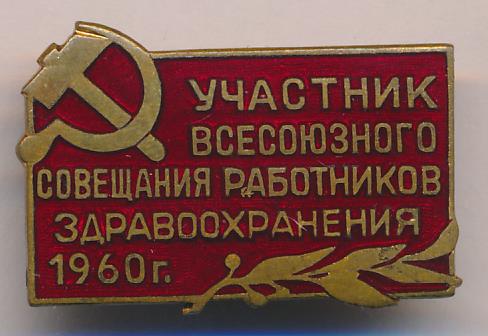 УЧАСТНИК
ВСЕСОЮЗНОГО
СОВЕЩАНИЯ РАБОТНИКОВ
ЗДРАВООХРАНЕНИЯ
1960г.